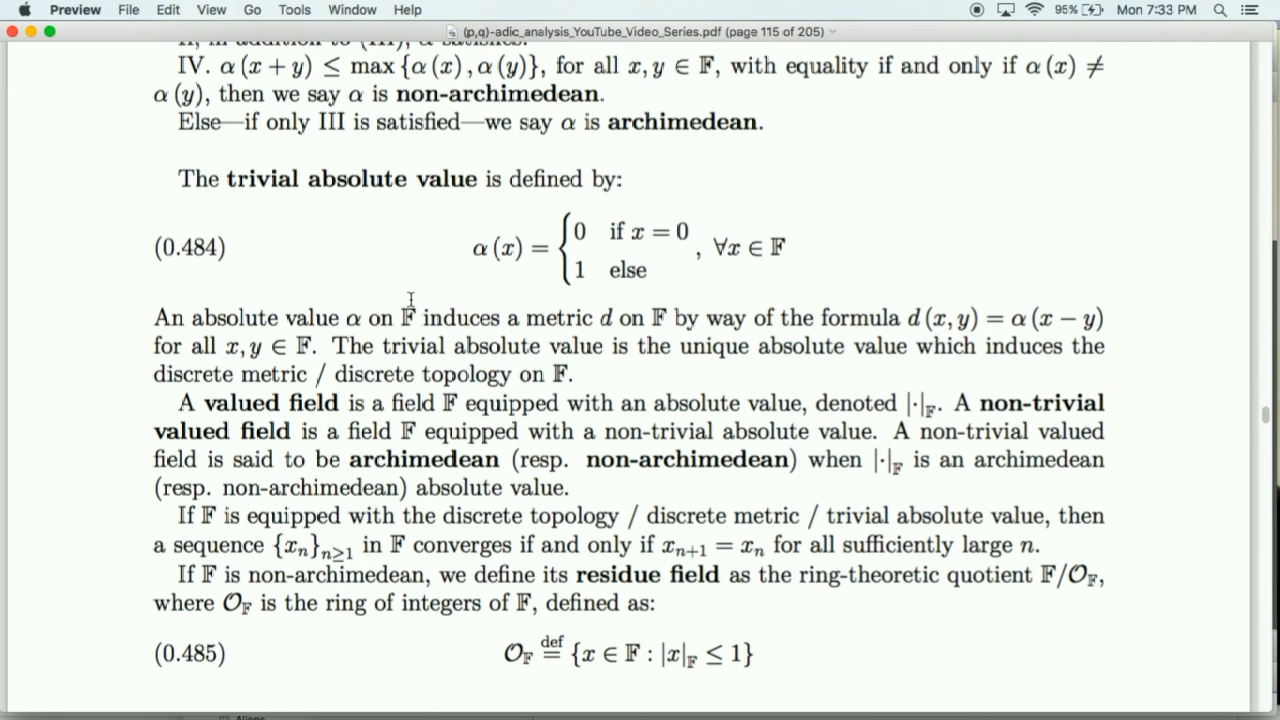 Preview File Edit View Go Tools Window Help 95% Mon 7:33 PM
(p,q)-adic_analysis_YouTube_Video_Series.pdf (page 115 of 205)
II, in addition to (III), α satisfies:
IV. α (x + y) ≤ max {α (x) , α (y)}, for all x, y ∈ 𝔽, with equality if and only if α (x) ≠
α (y), then we say α is non-archimedean.
Else—if only III is satisfied—we say α is archimedean.
The trivial absolute value is defined by:
(0.484) α (x) = { 0 if x = 0
1 else , ∀x ∈ 𝔽
An absolute value α on 𝔽 induces a metric d on 𝔽 by way of the formula d (x, y) = α (x − y)
for all x, y ∈ 𝔽. The trivial absolute value is the unique absolute value which induces the
discrete metric / discrete topology on 𝔽.
A valued field is a field 𝔽 equipped with an absolute value, denoted |·|_𝔽. A non-trivial
valued field is a field 𝔽 equipped with a non-trivial absolute value. A non-trivial valued
field is said to be archimedean (resp. non-archimedean) when |·|_𝔽 is an archimedean
(resp. non-archimedean) absolute value.
If 𝔽 is equipped with the discrete topology / discrete metric / trivial absolute value, then
a sequence {x_n}_{n≥1} in 𝔽 converges if and only if x_{n+1} = x_n for all sufficiently large n.
If 𝔽 is non-archimedean, we define its residue field as the ring-theoretic quotient 𝔽/𝒪_𝔽,
where 𝒪_𝔽 is the ring of integers of 𝔽, defined as:
(0.485) 𝒪_𝔽 def= {x ∈ 𝔽 : |x|_𝔽 ≤ 1}